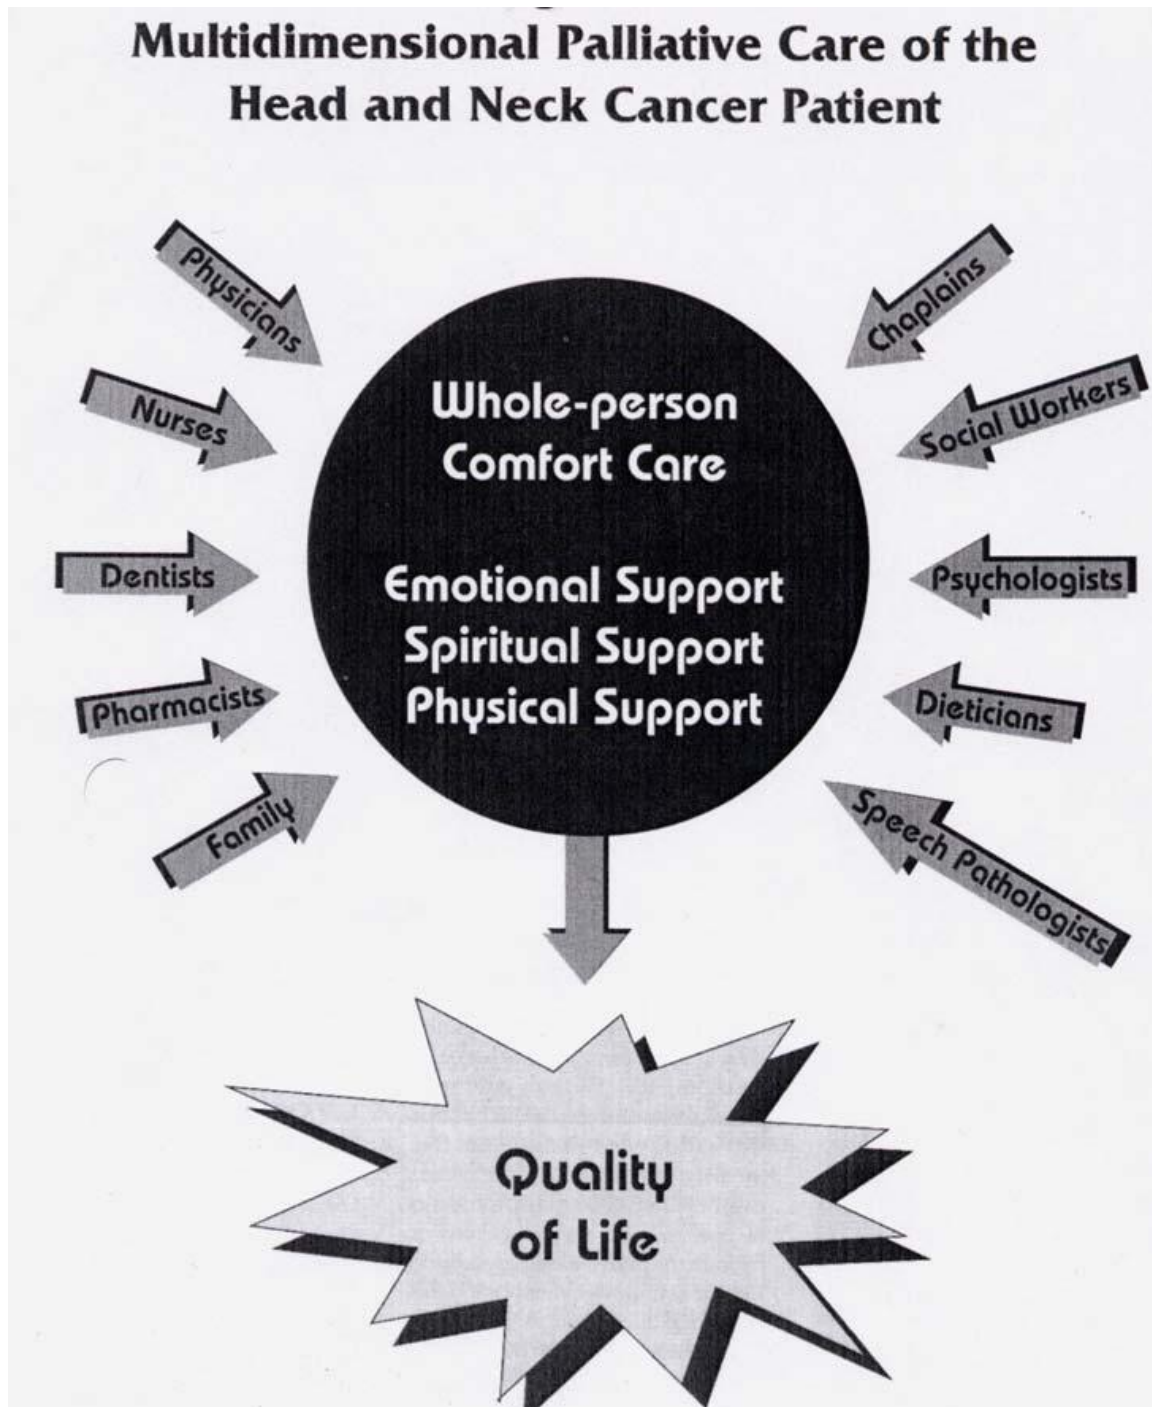 Multidimensional Palliative Care of the
Head and Neck Cancer Patient
Physicians
Nurses
Dentists
Pharmacists
Family
Whole-person
Comfort Care
Emotional Support
Spiritual Support
Physical Support
Chaplains
Social Workers
Psychologists
Dieticians
Speech Pathologists
Quality
of Life